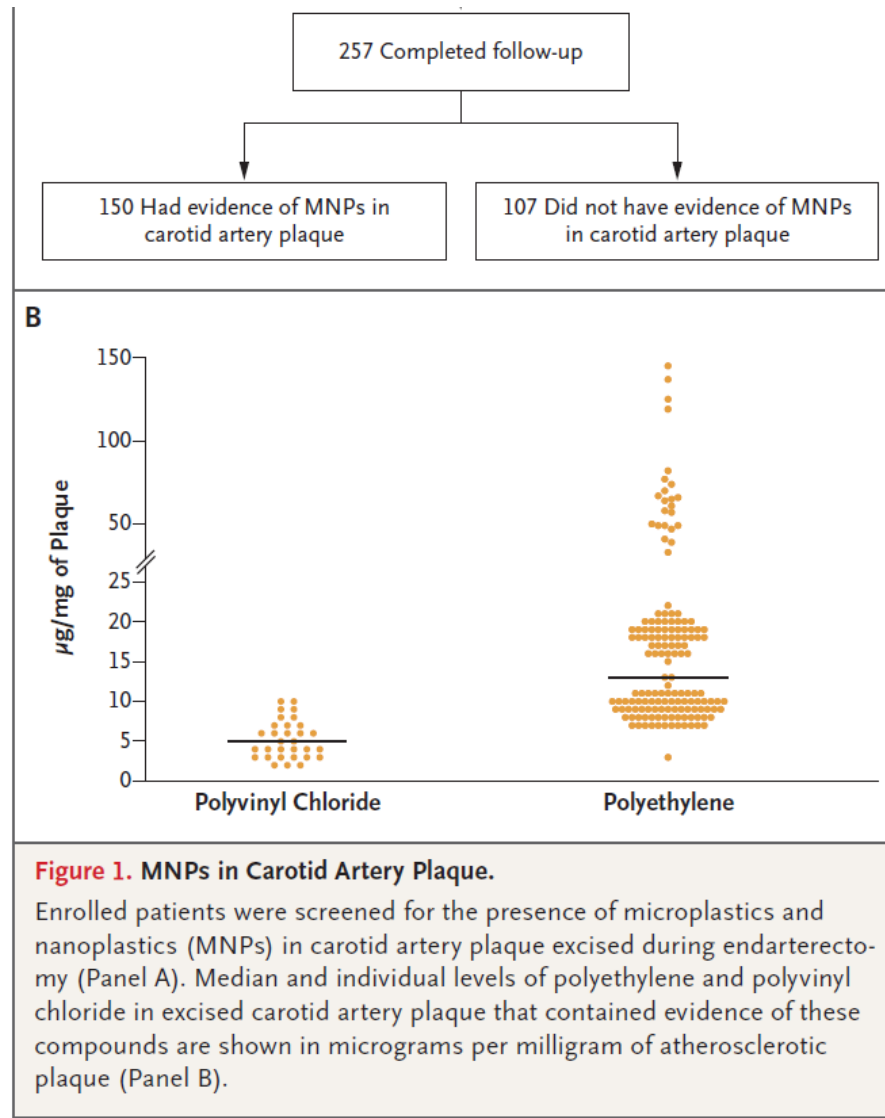 257 Completed follow-up
150 Had evidence of MNPs in
carotid artery plaque
107 Did not have evidence of MNPs
in carotid artery plaque
B
150
100
50
25
20
15
10
5
0
µg/mg of Plaque
Polyvinyl Chloride
Polyethylene
Figure 1. MNPs in Carotid Artery Plaque.
Enrolled patients were screened for the presence of microplastics and
nanoplastics (MNPs) in carotid artery plaque excised during endarterecto-
my (Panel A). Median and individual levels of polyethylene and polyvinyl
chloride in excised carotid artery plaque that contained evidence of these
compounds are shown in micrograms per milligram of atherosclerotic
plaque (Panel B).